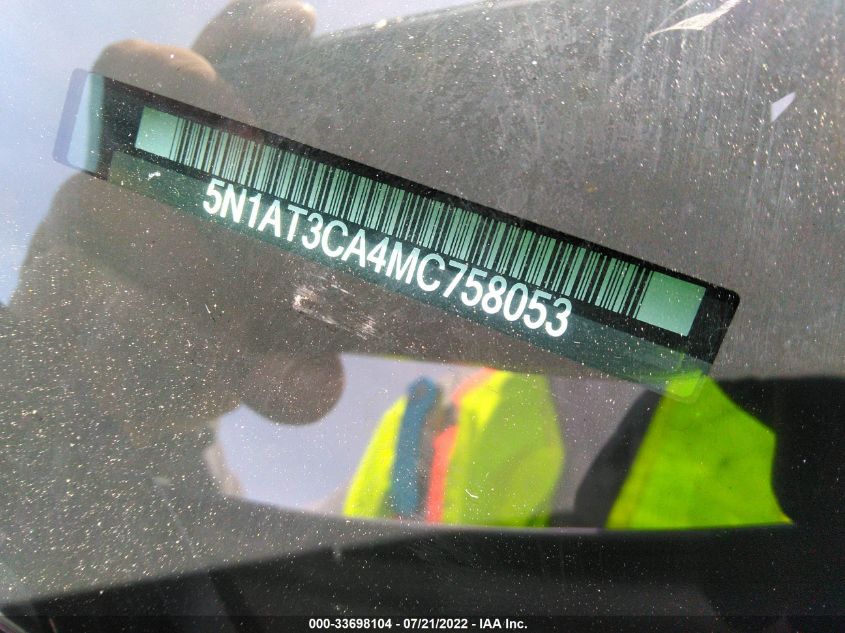 5N1AT3CA4MC758053
000-33698104 / 07/21/2022 - IAA Inc.